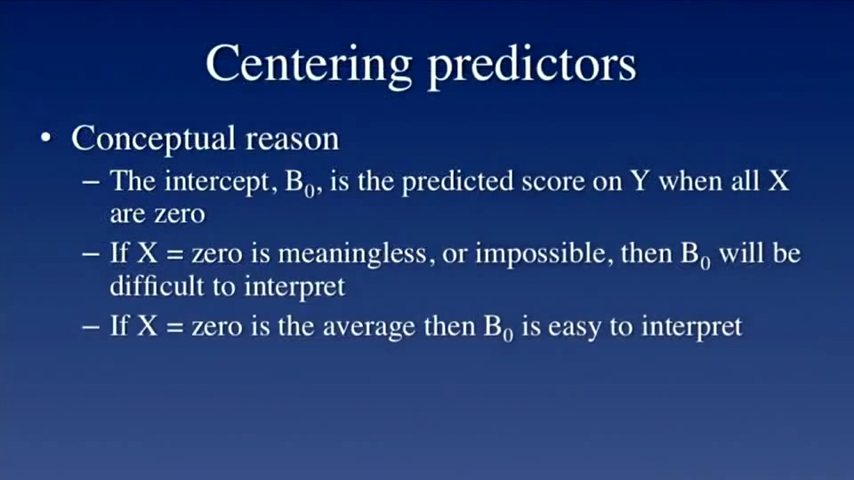 Centering predictors
• Conceptual reason
– The intercept, B₀, is the predicted score on Y when all X
are zero
– If X = zero is meaningless, or impossible, then B₀ will be
difficult to interpret
– If X = zero is the average then B₀ is easy to interpret